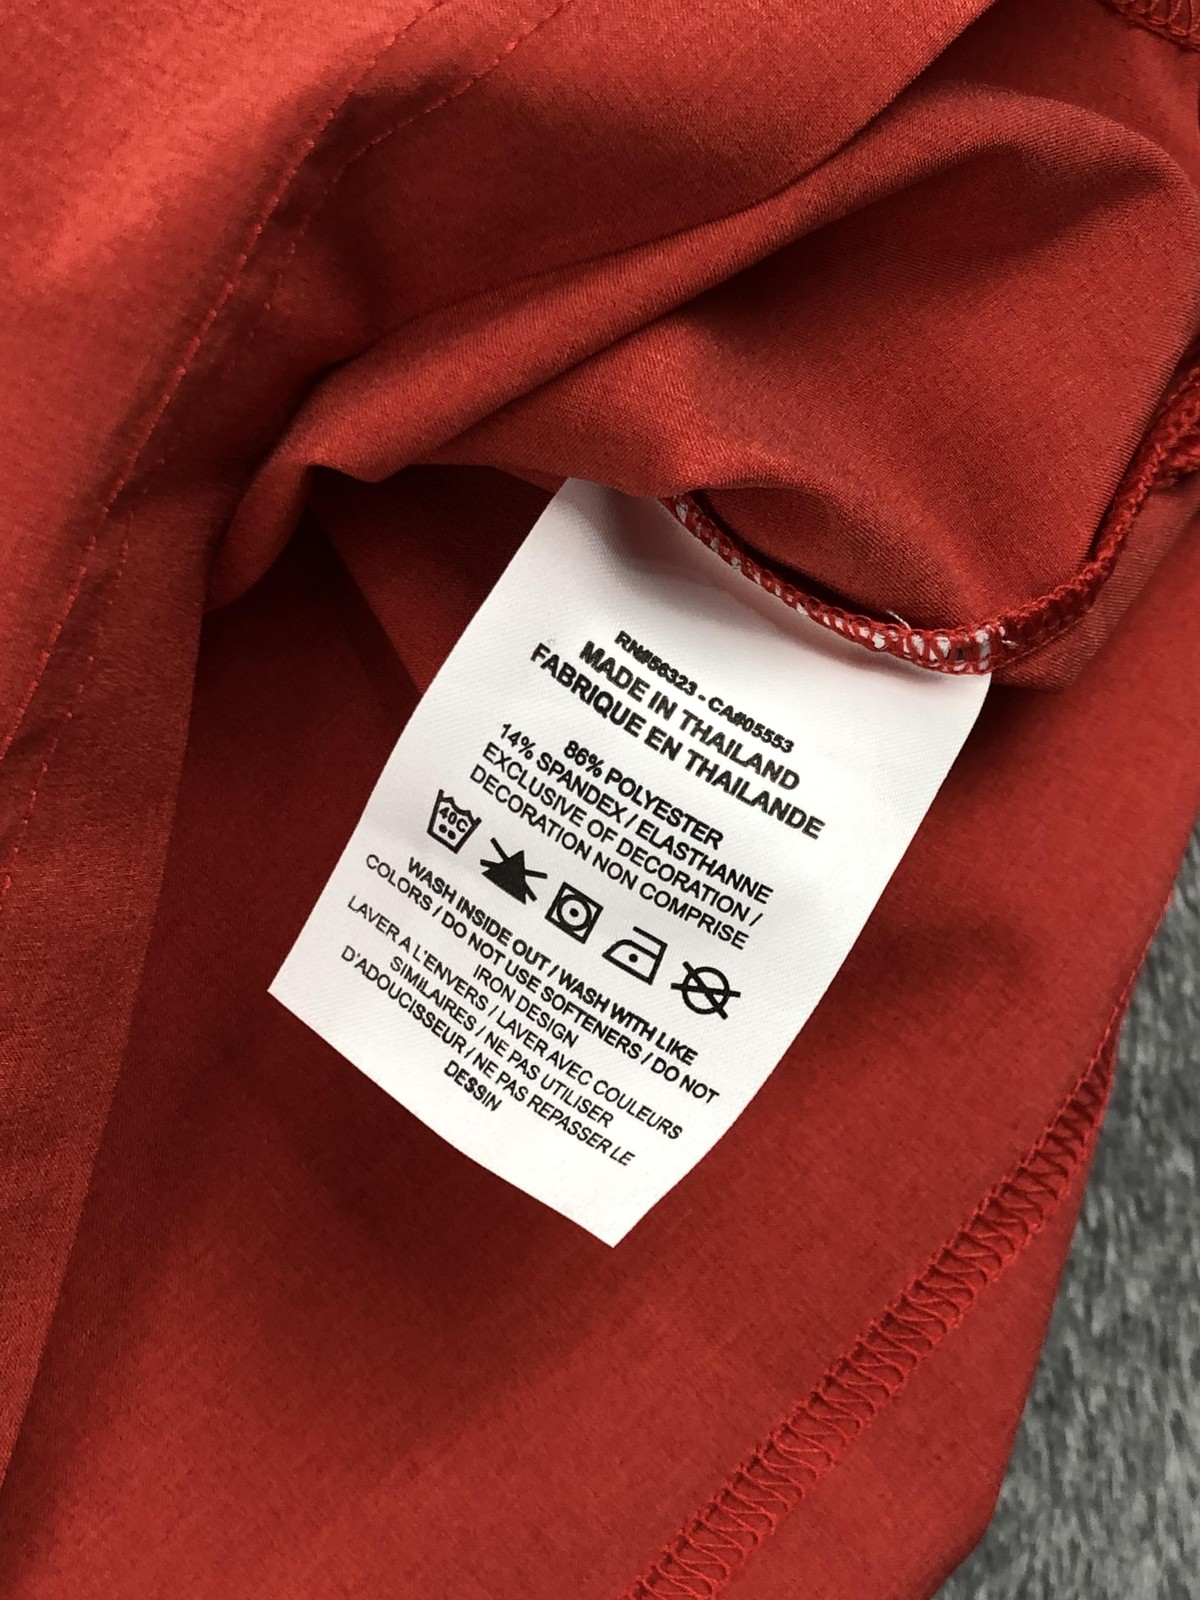 RN#56323 - CA#05553
MADE IN THAILAND
FABRIQUE EN THAILANDE
86% POLYESTER
14% SPANDEX / ELASTHANNE
EXCLUSIVE OF DECORATION /
DECORATION NON COMPRISE
40C
WASH INSIDE OUT / WASH WITH LIKE
COLORS / DO NOT USE SOFTENERS / DO NOT
IRON DESIGN
LAVER A L'ENVERS / LAVER AVEC COULEURS
SIMILAIRES / NE PAS UTILISER
D'ADOUCISSEUR / NE PAS REPASSER LE
DESSIN